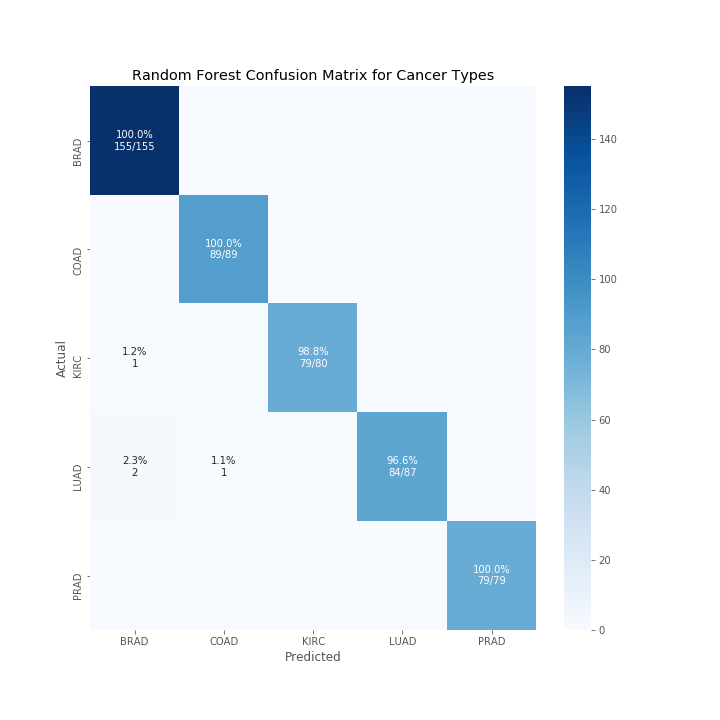 Random Forest Confusion Matrix for Cancer Types
BRAD
100.0%
155/155
COAD
100.0%
89/89
KIRC
1.2%
1
98.8%
79/80
LUAD
2.3%
2
1.1%
1
96.6%
84/87
PRAD
100.0%
79/79
Actual
BRAD COAD KIRC LUAD PRAD
Predicted
140
120
100
80
60
40
20
0